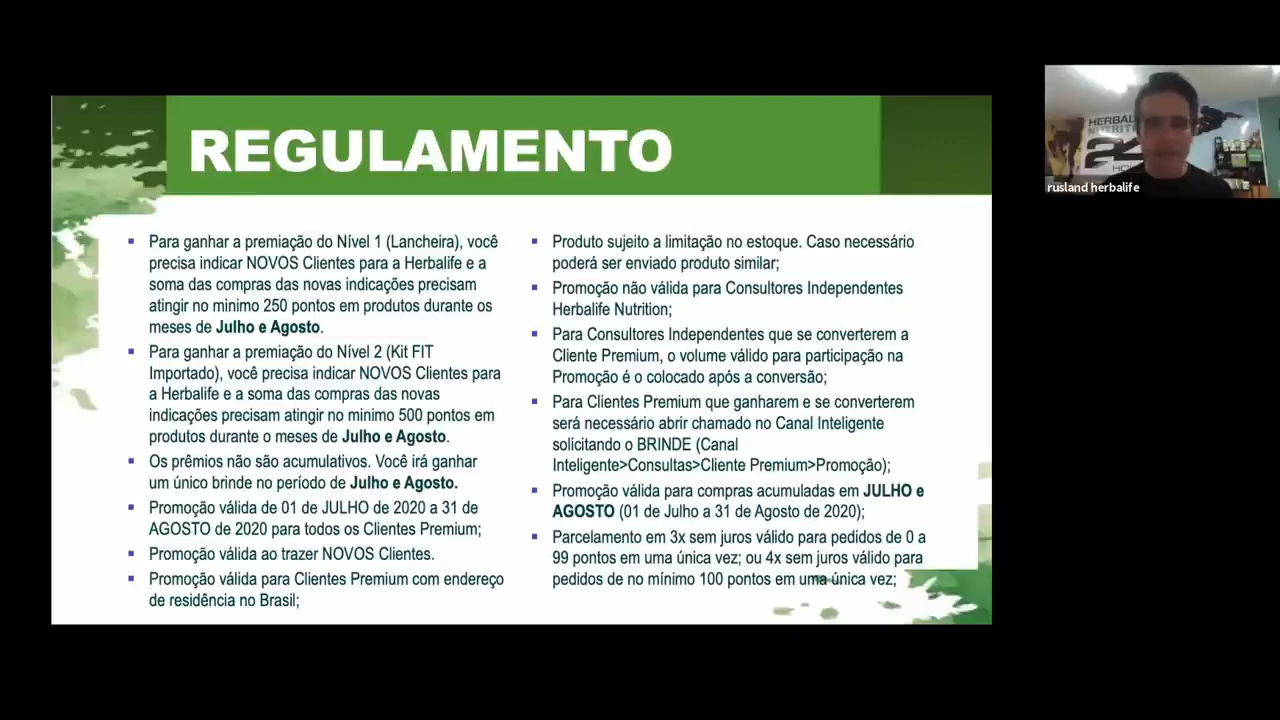 REGULAMENTO
Para ganhar a premiação do Nível 1 (Lancheira), você
precisa indicar NOVOS Clientes para a Herbalife e a
soma das compras das novas indicações precisam
atingir no minimo 250 pontos em produtos durante os
meses de Julho e Agosto.
Para ganhar a premiação do Nível 2 (Kit FIT
Importado), você precisa indicar NOVOS Clientes para
a Herbalife e a soma das compras das novas
indicações precisam atingir no minimo 500 pontos em
produtos durante o meses de Julho e Agosto.
Os prêmios não são acumulativos. Você irá ganhar
um único brinde no período de Julho e Agosto.
Promoção válida de 01 de JULHO de 2020 a 31 de
AGOSTO de 2020 para todos os Clientes Premium;
Promoção válida ao trazer NOVOS Clientes.
Promoção válida para Clientes Premium com endereço
de residência no Brasil;
Produto sujeito a limitação no estoque. Caso necessário
poderá ser enviado produto similar;
Promoção não válida para Consultores Independentes
Herbalife Nutrition;
Para Consultores Independentes que se converterem a
Cliente Premium, o volume válido para participação na
Promoção é o colocado após a conversão;
Para Clientes Premium que ganharem e se converterem
será necessário abrir chamado no Canal Inteligente
solicitando o BRINDE (Canal
Inteligente>Consultas>Cliente Premium>Promoção);
Promoção válida para compras acumuladas em JULHO e
AGOSTO (01 de Julho a 31 de Agosto de 2020);
Parcelamento em 3x sem juros válido para pedidos de 0 a
99 pontos em uma única vez; ou 4x sem juros válido para
pedidos de no mínimo 100 pontos em uma única vez;
24
rusland herbalife